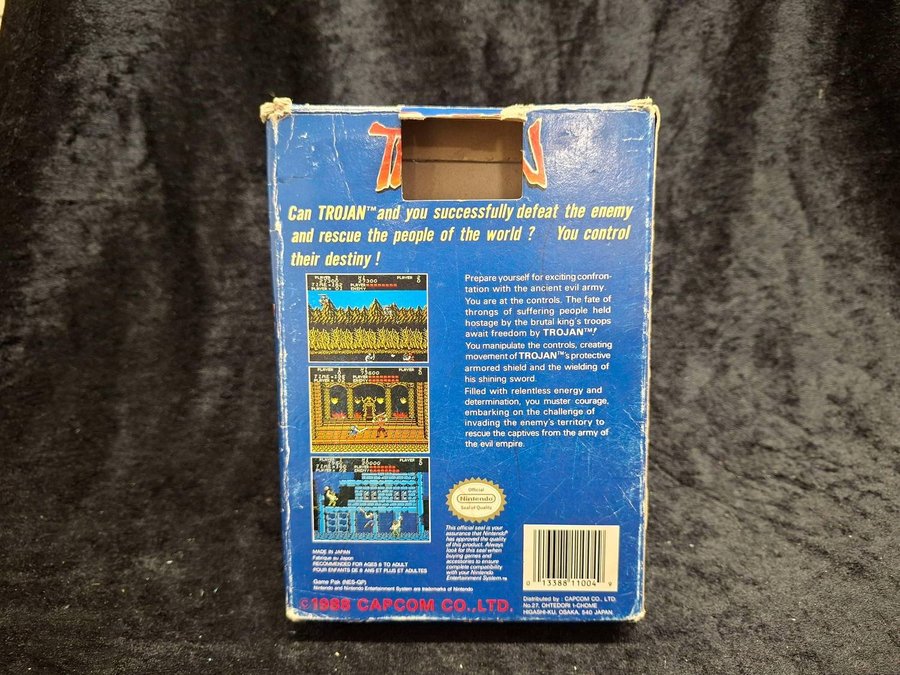 Can TROJAN™ and you successfully defeat the enemy
and rescue the people of the world ? You control
their destiny !
Prepare yourself for exciting confron-
tation with the ancient evil army.
You are at the controls. The fate of
throngs of suffering people held
hostage by the brutal king's troops
await freedom by TROJAN™!
You manipulate the controls, creating
movement of TROJAN™'s protective
armored shield and the wielding of
his shining sword.
Filled with relentless energy and
determination, you muster courage,
embarking on the challenge of
invading the enemy's territory to
rescue the captives from the army of
the evil empire.
Official
Nintendo
Seal of Quality
This official seal is your
assurance that Nintendo®
has approved the quality
of this product. Always
look for this seal when
buying games and
accessories to ensure
complete compatibility
with your Nintendo
Entertainment System™.
MADE IN JAPAN
Fabrique au Japon
RECOMMENDED FOR AGES 8 TO ADULT
POUR ENFANTS DE 8 ANS ET PLUS ET ADULTES
Game Pak (NES-GP)
Nintendo and Nintendo Entertainment System are trademarks of Nintendo
CAPCOM CO.,LTD.
0 13388 11004 9
Distributed by : CAPCOM CO., LTD.
No.27, OHTEDORI 1-CHOME
HIGASHI-KU, OSAKA, 540 JAPAN.